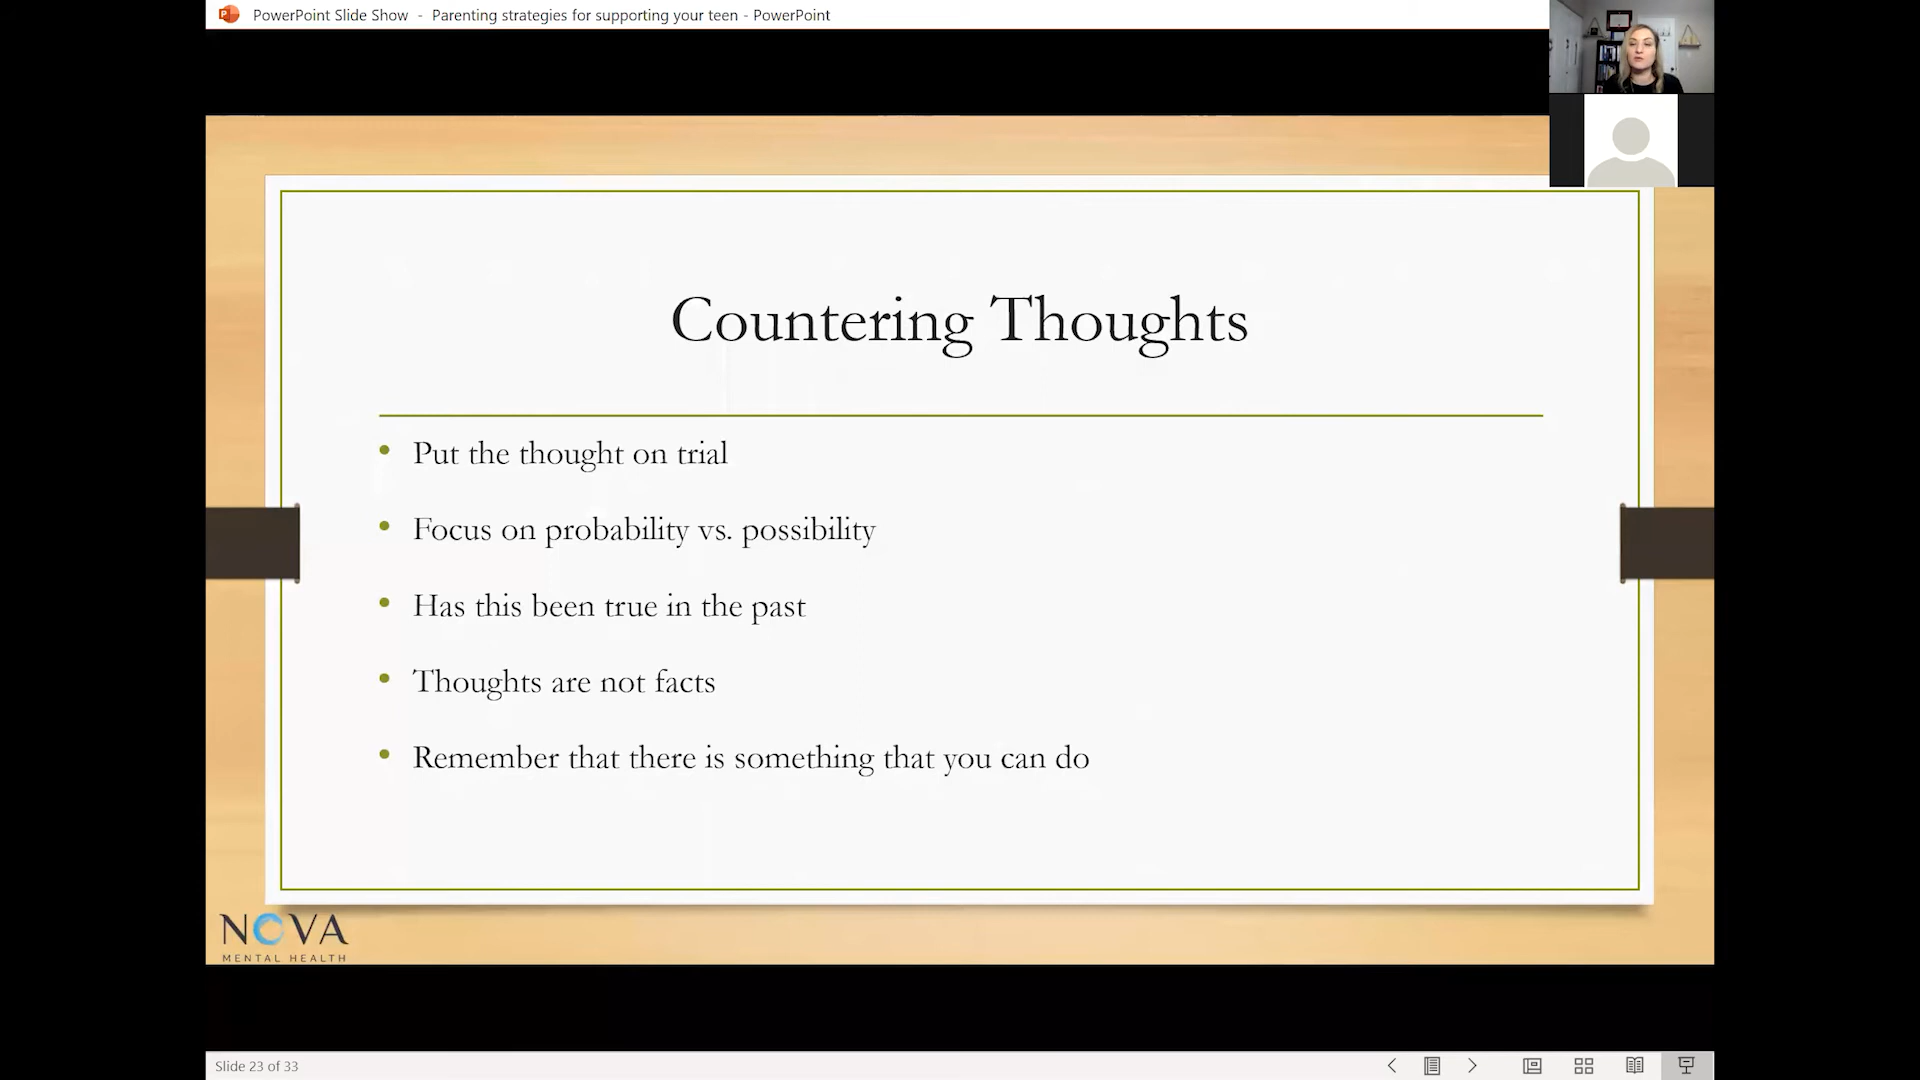 PowerPoint Slide Show - Parenting strategies for supporting your teen - PowerPoint
Countering Thoughts
• Put the thought on trial
• Focus on probability vs. possibility
• Has this been true in the past
• Thoughts are not facts
• Remember that there is something that you can do
NOVA
MENTAL HEALTH
Slide 23 of 33